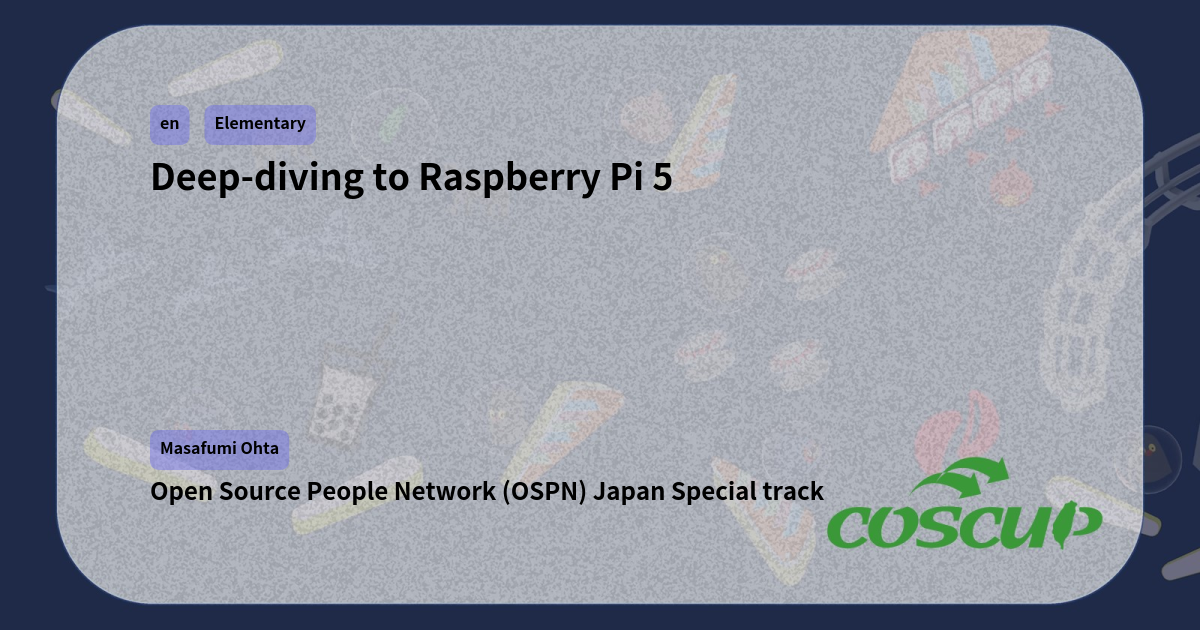 en Elementary
Deep-diving to Raspberry Pi 5
Masafumi Ohta
Open Source People Network (OSPN) Japan Special track
COSCUP